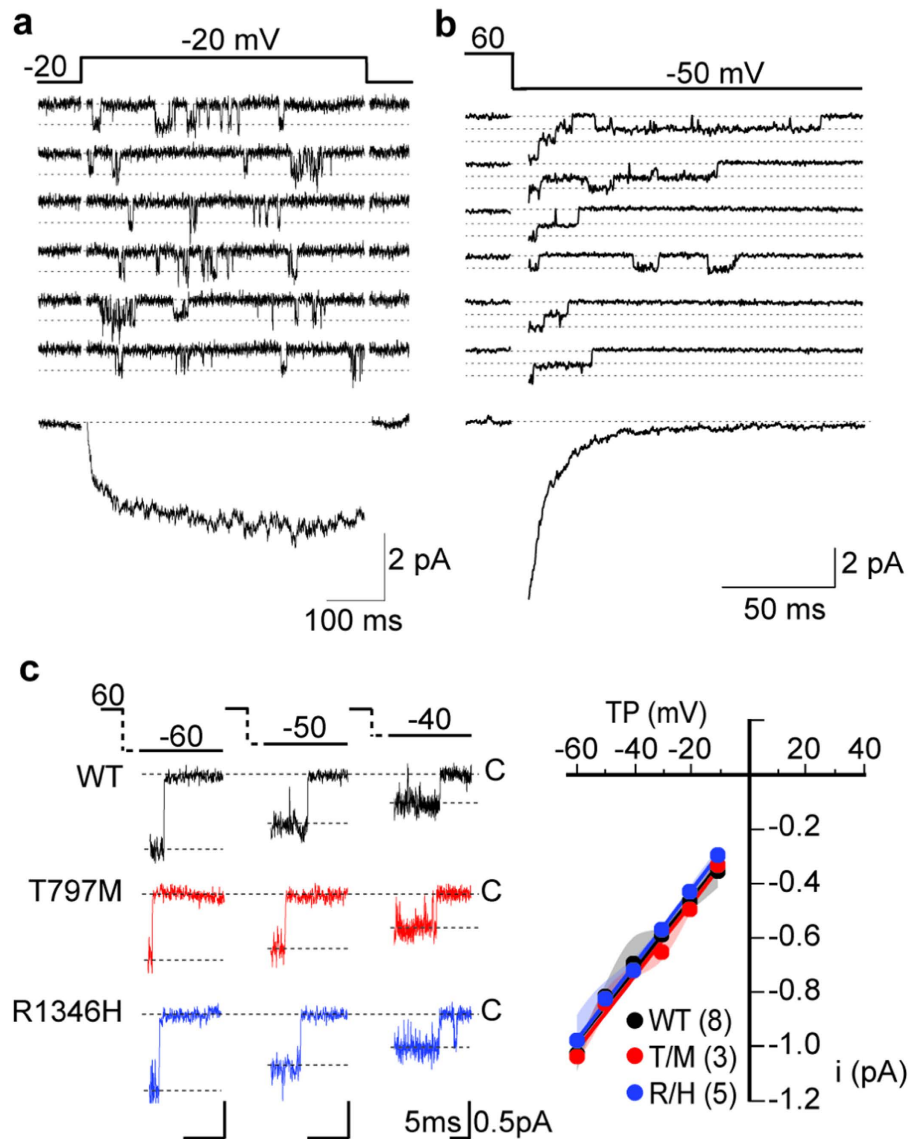 a
-20 mV
-20
2 pA
100 ms
b
60
-50 mV
2 pA
50 ms
c
60
-60
-50
-40
WT
C
T797M
C
R1346H
C
5ms
0.5pA
TP (mV)
-60
-40
-20
20
40
-0.2
-0.4
-0.6
-0.8
-1.0
-1.2
WT (8)
T/M (3)
R/H (5)
i (pA)